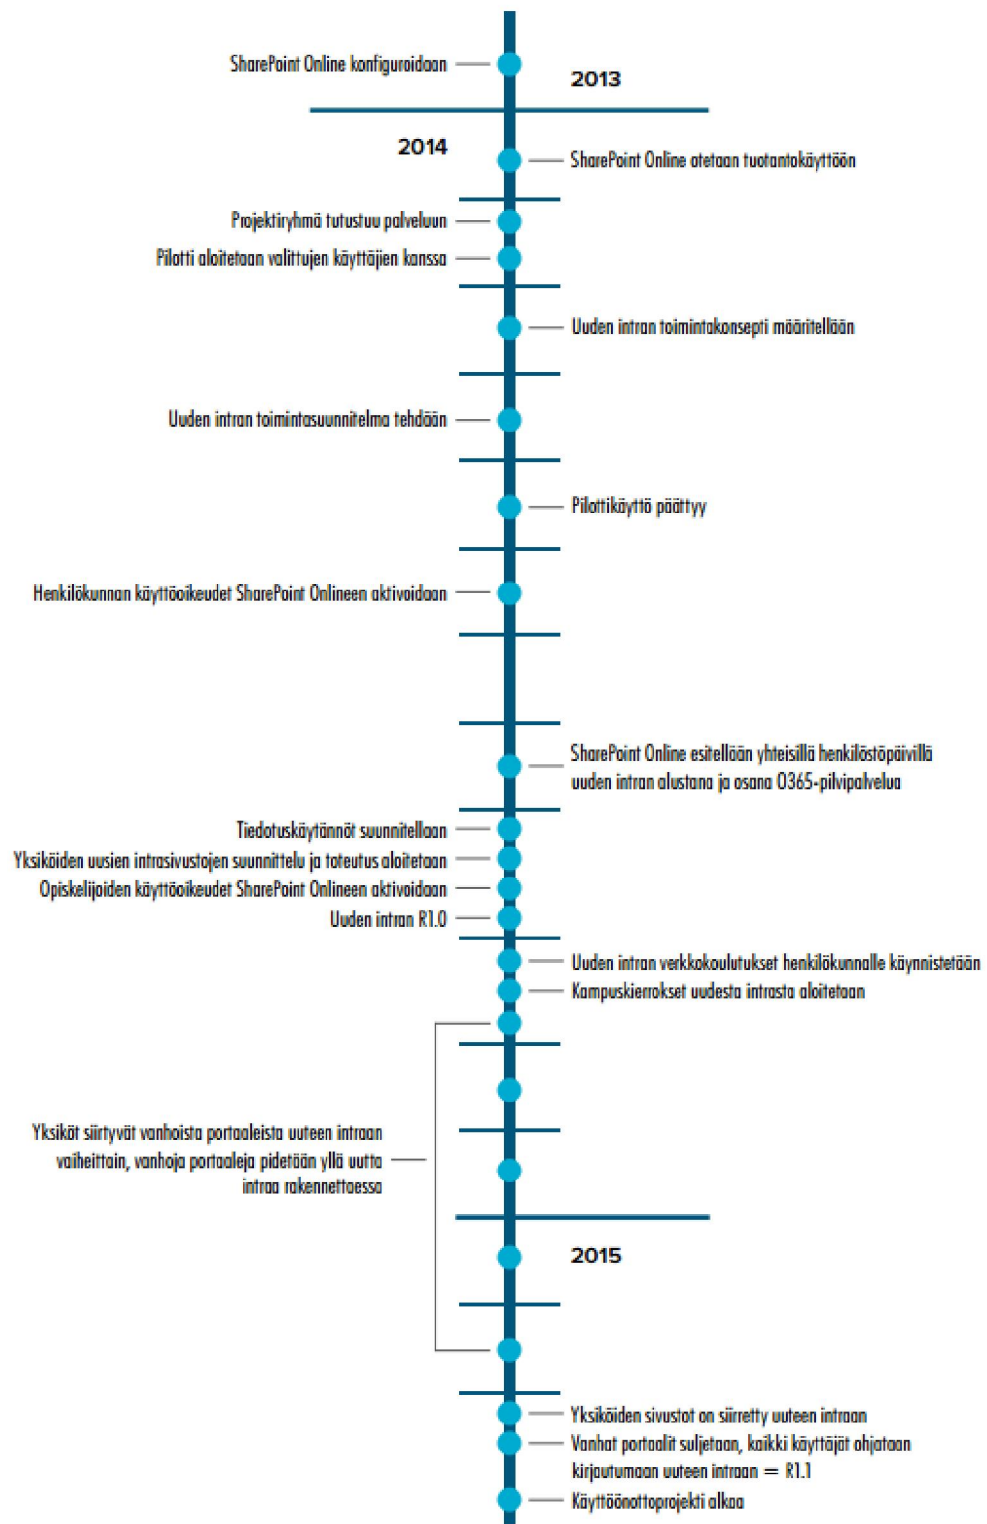 SharePoint Online konfiguroidaan
2013
2014
SharePoint Online otetaan tuotantokäyttöön
Projektiryhmä tutustuu palveluun
Pilotti aloitetaan valittujen käyttäjien kanssa
Uuden intran toimintakonsepti määritellään
Uuden intran toimintasuunnitelma tehdään
Pilottikäyttö päättyy
Henkilökunnan käyttöoikeudet SharePoint Onlineen aktivoidaan
SharePoint Online esitellään yhteisillä henkilöstöpäivillä
uuden intran alustana ja osana O365-pilvipalvelua
Tiedotuskäytännöt suunnitellaan
Yksiköiden uusien intrasivustojen suunnittelu ja toteutus aloitetaan
Opiskelijoiden käyttöoikeudet SharePoint Onlineen aktivoidaan
Uuden intran R1.0
Uuden intran verkkokoulutukset henkilökunnalle käynnistetään
Kampuskierrokset uudesta intrasta aloitetaan
Yksiköt siirtyvät vanhoista portaaleista uuteen intraan
vaiheittain, vanhoja portaaleja pidetään yllä uutta
intraa rakennettaessa
2015
Yksiköiden sivustot on siirretty uuteen intraan
Vanhat portaalit suljetaan, kaikki käyttäjät ohjataan
kirjautumaan uuteen intraan = R1.1
Käyttöönottoprojekti alkaa